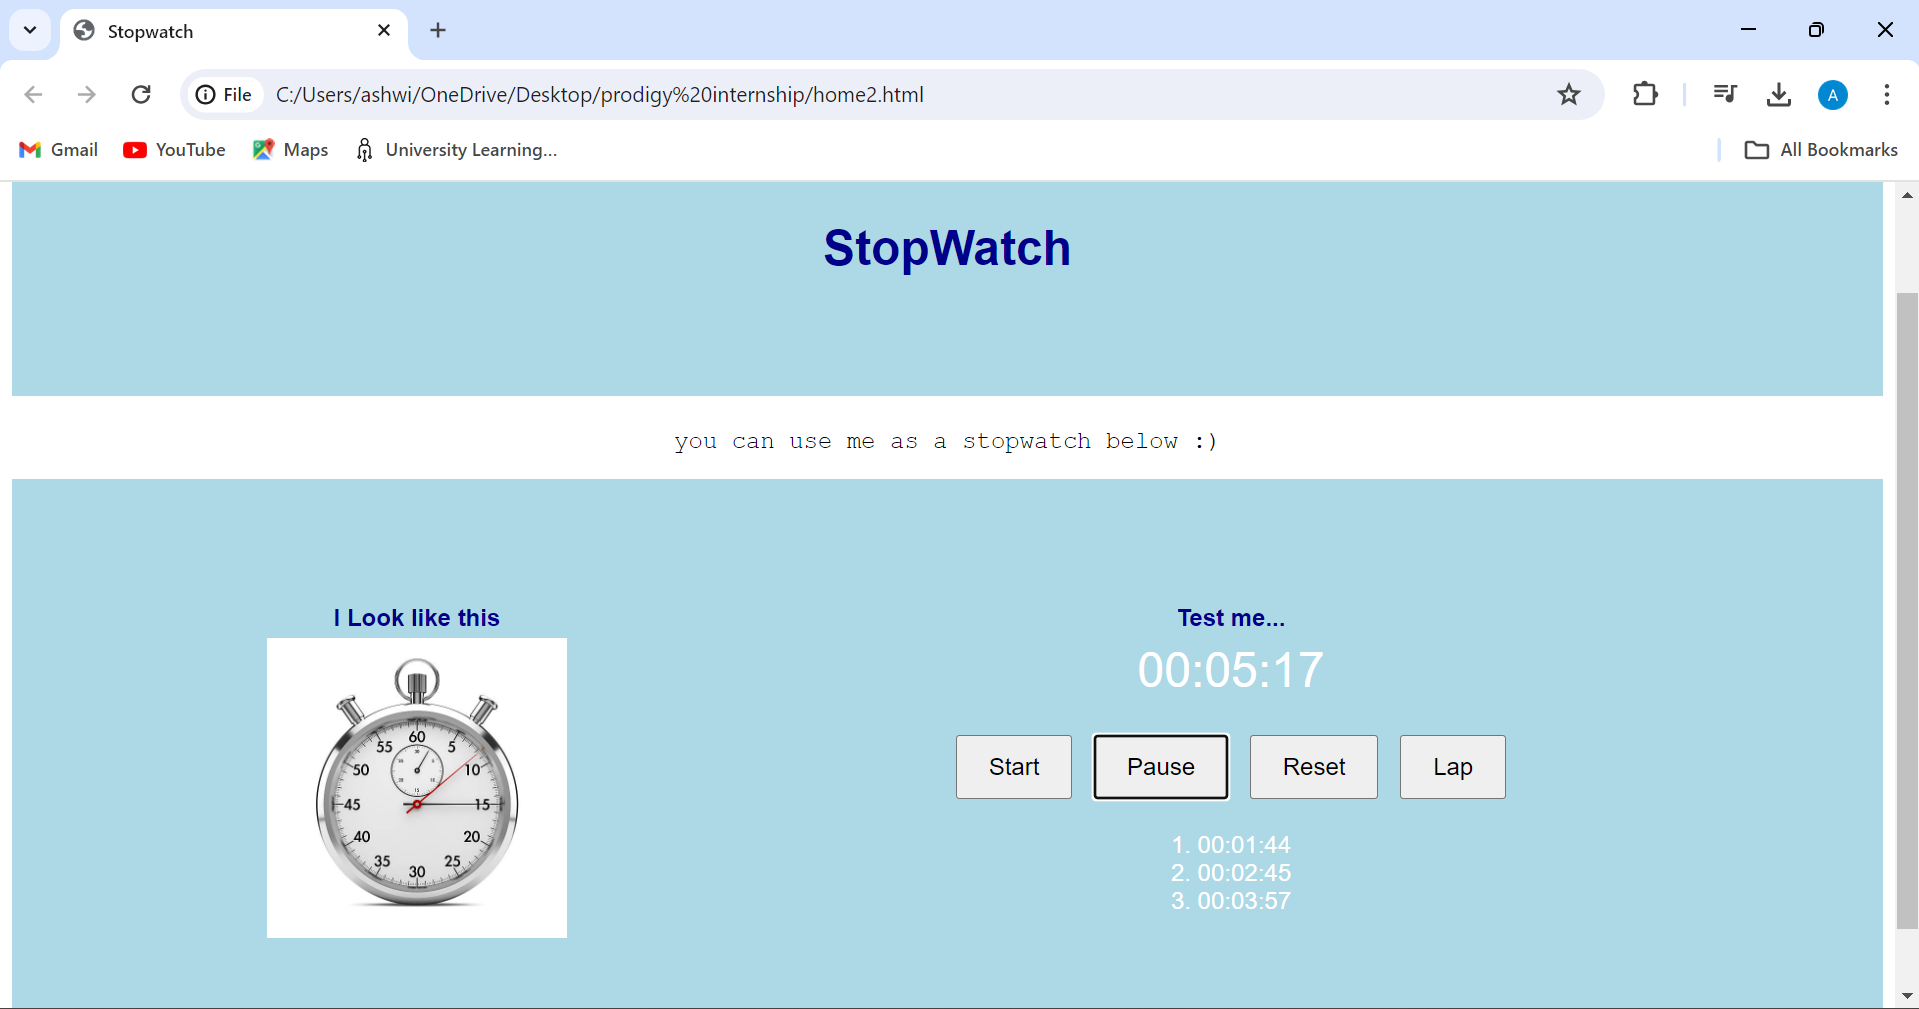 Stopwatch
File C:/Users/ashwi/OneDrive/Desktop/prodigy%20internship/home2.html
A
Gmail YouTube Maps University Learning... All Bookmarks
StopWatch
you can use me as a stopwatch below :)
I Look like this
60
55 5
50 10
45 15
40 20
35 25
30
Test me...
00:05:17
Start Pause Reset Lap
1. 00:01:44
2. 00:02:45
3. 00:03:57